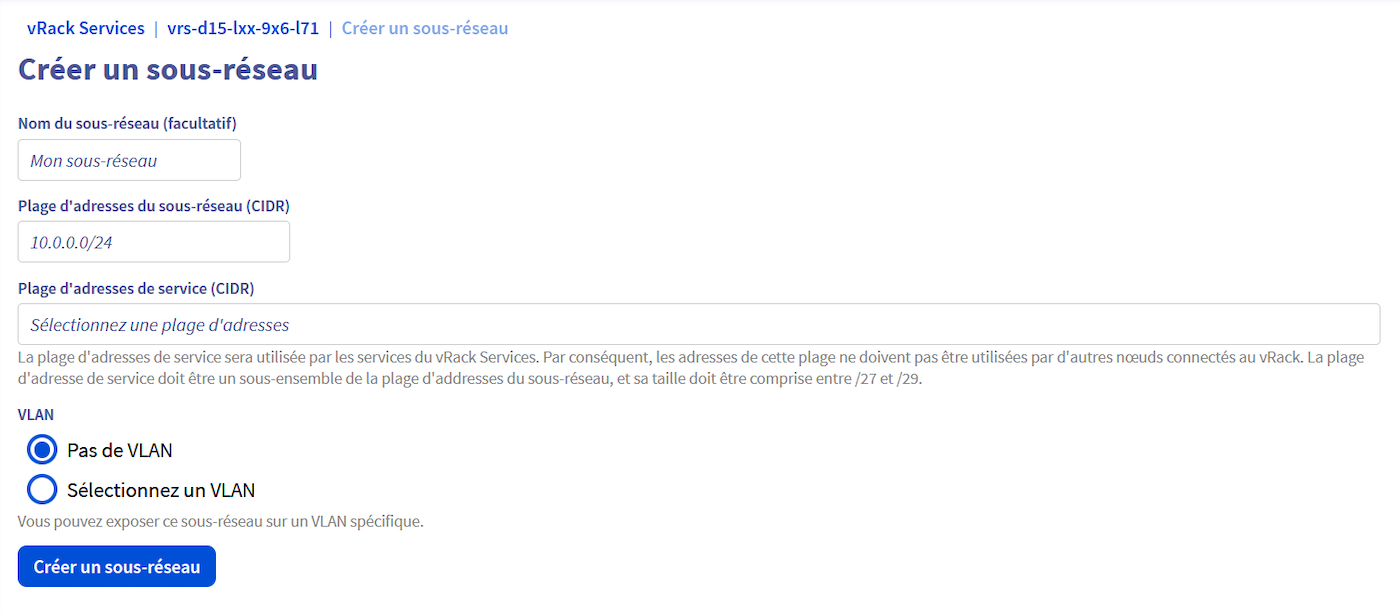 vRack Services | vrs-d15-lxx-9x6-l71 | Créer un sous-réseau
Créer un sous-réseau
Nom du sous-réseau (facultatif)
Mon sous-réseau
Plage d'adresses du sous-réseau (CIDR)
10.0.0.0/24
Plage d'adresses de service (CIDR)
Sélectionnez une plage d'adresses
La plage d'adresses de service sera utilisée par les services du vRack Services. Par conséquent, les adresses de cette plage ne doivent pas être utilisées par d'autres nœuds connectés au vRack. La plage
d'adresse de service doit être un sous-ensemble de la plage d'addresses du sous-réseau, et sa taille doit être comprise entre /27 et /29.
VLAN
Pas de VLAN
Sélectionnez un VLAN
Vous pouvez exposer ce sous-réseau sur un VLAN spécifique.
Créer un sous-réseau